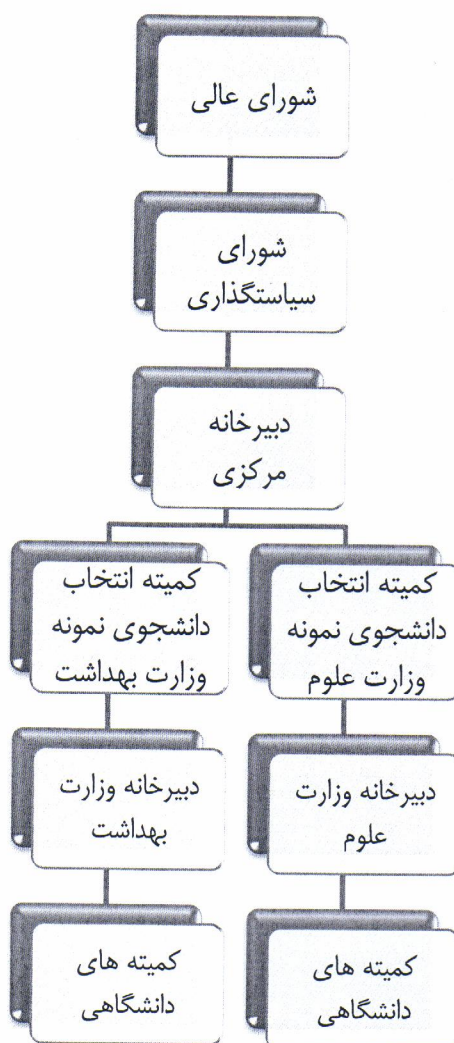 شورای عالی
شورای
سیاستگذاری
دبیرخانه
مرکزی
کمیته انتخاب
دانشجوی نمونه
وزارت علوم
کمیته انتخاب
دانشجوی نمونه
وزارت بهداشت
دبیرخانه وزارت
علوم
دبیرخانه وزارت
بهداشت
کمیته های
دانشگاهی
کمیته های
دانشگاهی